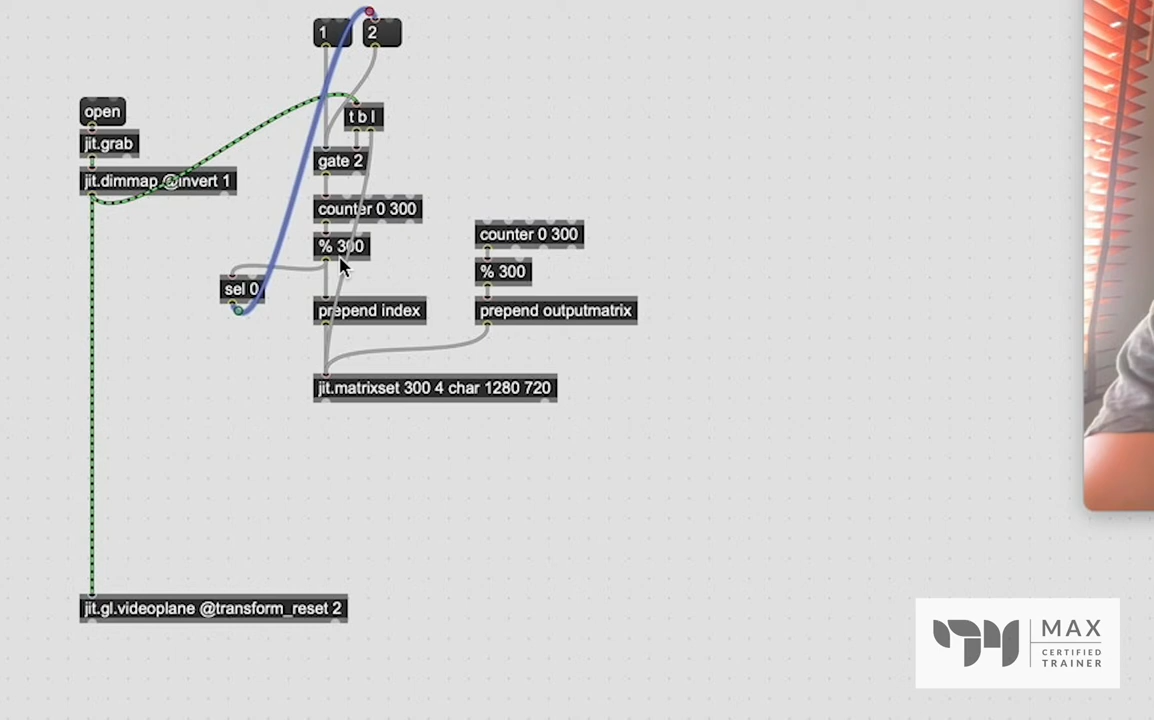 1
2
open
t b l
jit.grab
gate 2
jit.dimmap @invert 1
counter 0 300
counter 0 300
% 300
% 300
sel 0
prepend index
prepend outputmatrix
jit.matrixset 300 4 char 1280 720
jit.gl.videoplane @transform_reset 2
MAX
CERTIFIED
TRAINER